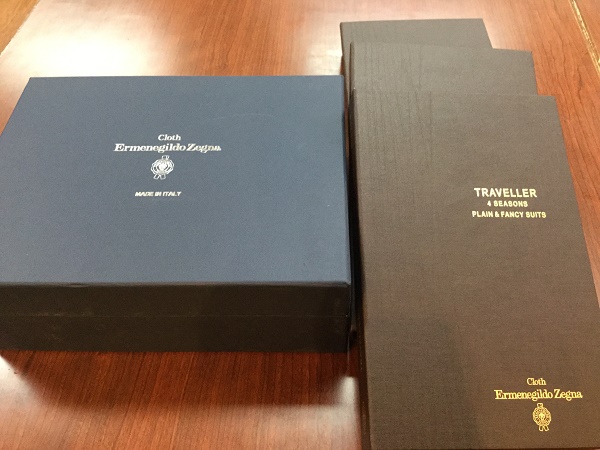 Cloth
Ermenegildo Zegna
MADE IN ITALY
TRAVELLER
4 SEASONS
PLAIN & FANCY SUITS
Cloth
Ermenegildo Zegna